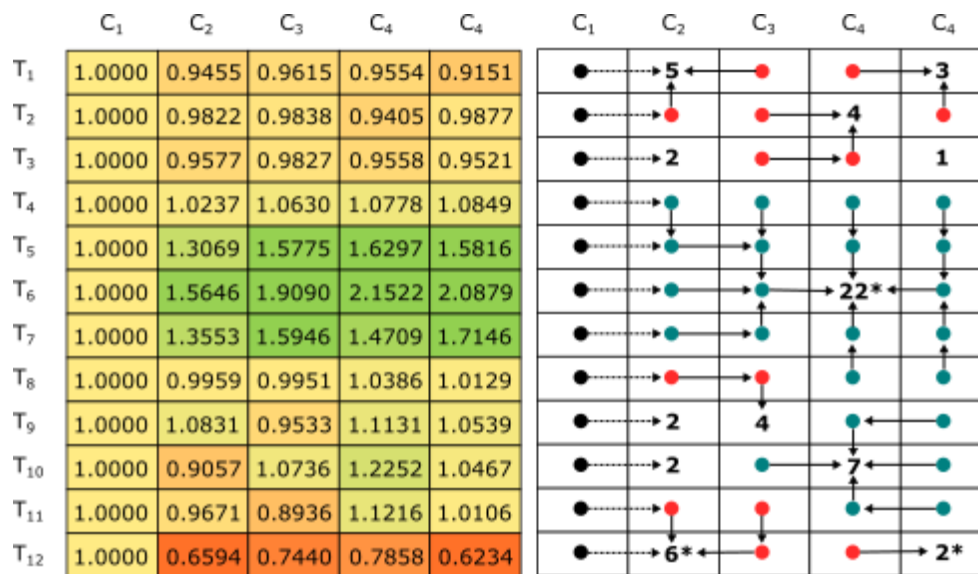 C₁ C₂ C₃ C₄ C₄ C₁ C₂ C₃ C₄ C₄
T₁ 1.0000 0.9455 0.9615 0.9554 0.9151 5 3
T₂ 1.0000 0.9822 0.9838 0.9405 0.9877 4
T₃ 1.0000 0.9577 0.9827 0.9558 0.9521 2 1
T₄ 1.0000 1.0237 1.0630 1.0778 1.0849
T₅ 1.0000 1.3069 1.5775 1.6297 1.5816
T₆ 1.0000 1.5646 1.9090 2.1522 2.0879 22*
T₇ 1.0000 1.3553 1.5946 1.4709 1.7146
T₈ 1.0000 0.9959 0.9951 1.0386 1.0129
T₉ 1.0000 1.0831 0.9533 1.1131 1.0539 2 4
T₁₀ 1.0000 0.9057 1.0736 1.2252 1.0467 2 7
T₁₁ 1.0000 0.9671 0.8936 1.1216 1.0106
T₁₂ 1.0000 0.6594 0.7440 0.7858 0.6234 6* 2*